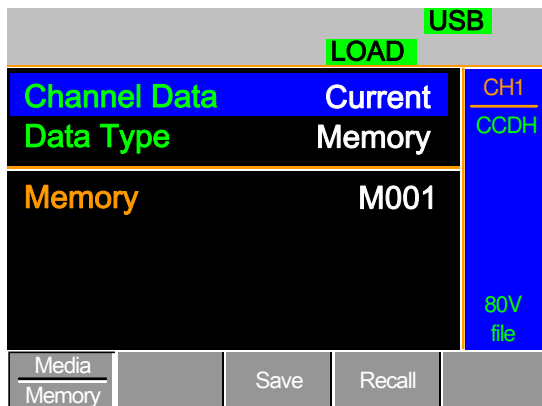 USB
LOAD
Channel Data Current
Data Type Memory
Memory M001
CH1
CCDH
80V
file
Media
Memory
Save
Recall